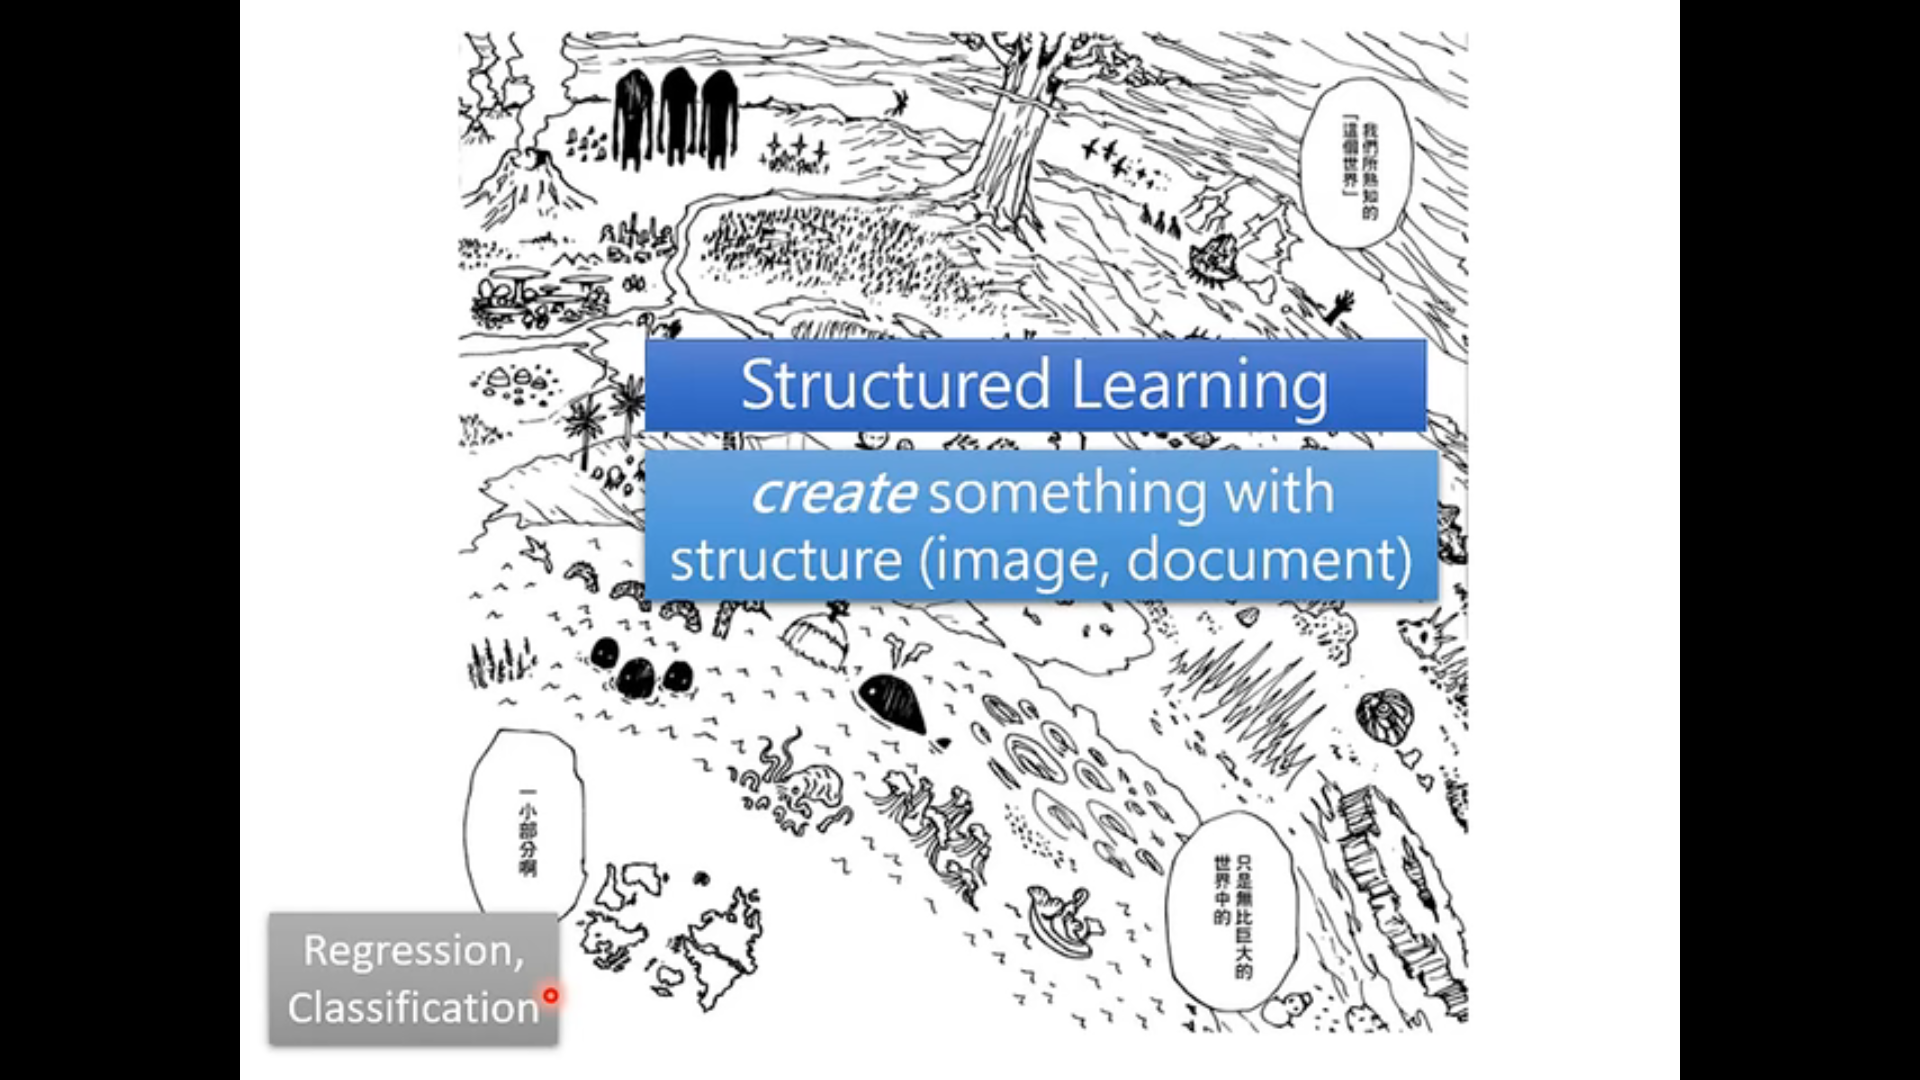 我們所熟知的
「這個世界」
Structured Learning
create something with
structure (image, document)
只是無比巨大的
世界中的
一小部分啊
Regression,
Classification